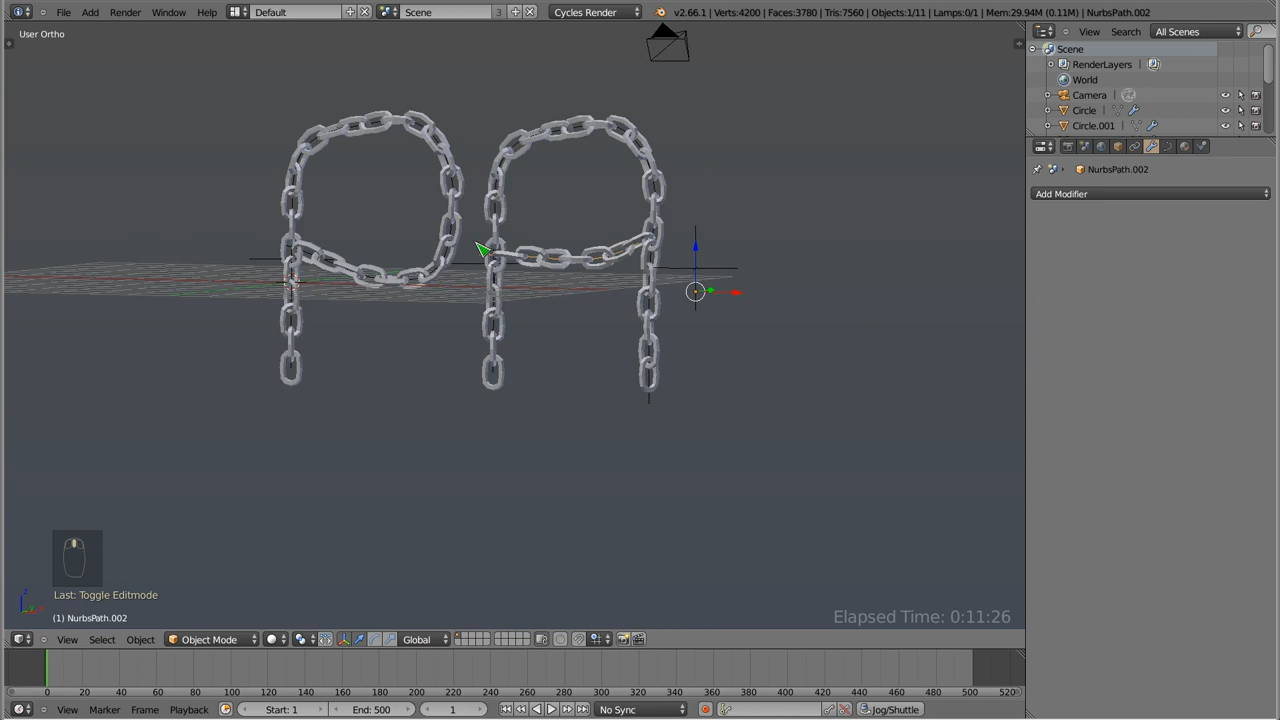 File Add Render Window Help Default Scene Cycles Render v2.66.1 | Verts:4200 | Faces:3780 | Tris:7560 | Objects:1/11 | Lamps:0/1 | Mem:29.94M (0.11M) | NurbsPath.002
User Ortho
View Search All Scenes
Scene
RenderLayers
World
Camera
Circle
Circle.001
NurbsPath.002
Add Modifier
Last: Toggle Editmode
(1) NurbsPath.002
Elapsed Time: 0:11:26
View Select Object Object Mode Global
0 20 40 60 80 100 120 140 160 180 200 220 240 260 280 300 320 340 360 380 400 420 440 460 480 500 520
View Marker Frame Playback Start: 1 End: 500 1 No Sync Jog/Shuttle